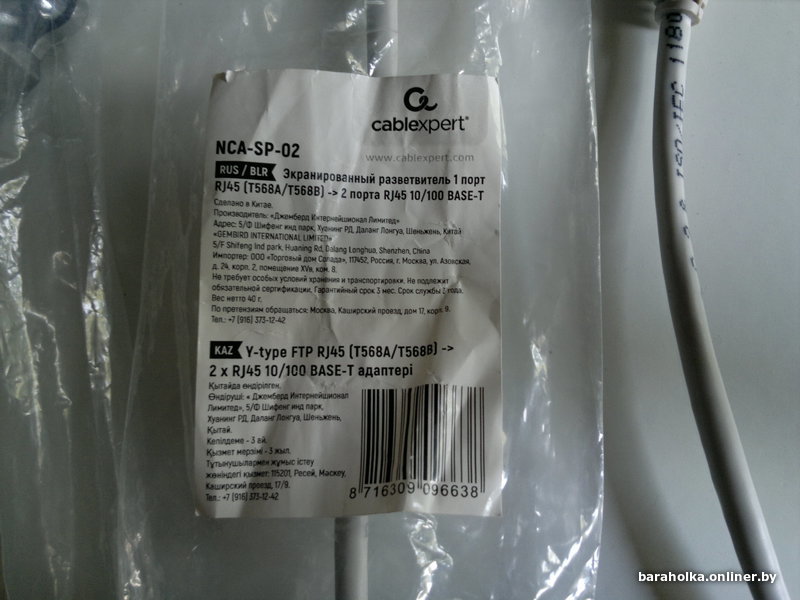 cablexpert
NCA-SP-02
www.cablexpert.com
RUS / BLR Экранированный разветвитель 1 порт
RJ45 (T568A/T568B) -> 2 порта RJ45 10/100 BASE-T
Сделано в Китае.
Производитель: «Джемберд Интернейшионал Лимитед»
Адрес: 5/Ф Шифенг инд парк, Хуанинг РД, Даланг Лонгуа, Шеньжень, Китай
«GEMBIRD INTERNATIONAL LIMITED»
5/F Shifeng Ind park, Huaning Rd, Dalang Longhua, Shenzhen, China
Импортер: ООО «Торговый дом Солада», 117452, Россия, г. Москва, ул. Азовская,
д. 24, корп. 2, помещение XVII, ком. 8.
Не требует особых условий хранения и транспортировки. Не подлежит
обязательной сертификации. Гарантийный срок 3 мес. Срок службы 3 года.
Вес нетто 40 г.
По претензиям обращаться: Москва, Каширский проезд, дом 17, корп. 9.
Тел.: +7 (916) 373-12-42
KAZ Y-type FTP RJ45 (T568A/T568B) ->
2 x RJ45 10/100 BASE-T адаптері
Қытайда өндірілген.
Өндіруші: « Джемберд Интернейшионал
Лимитед», 5/Ф Шифенг инд парк,
Хуанинг РД, Даланг Лонгуа, Шеньжень,
Қытай.
Кепілдеме - 3 ай.
Қызмет мерзімі - 3 жыл.
Тұтынушылармен жұмыс істеу
жөніндегі қызмет: 115201, Ресей, Мәскеу,
Каширский проезд, 17/9.
Тел.: +7 (916) 373-12-42
8 716309 096638
1180
baraholka.onliner.by